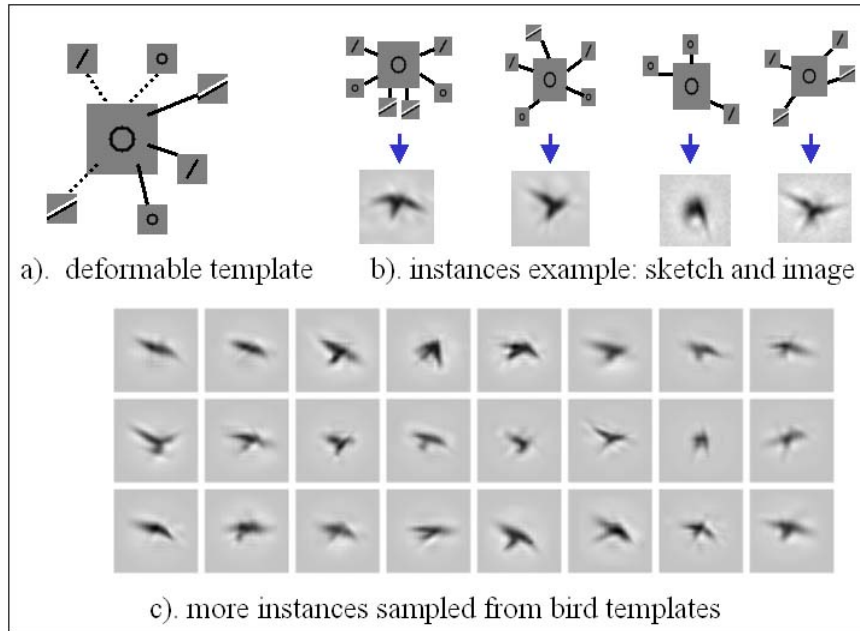 a). deformable template
b). instances example: sketch and image
c). more instances sampled from bird templates